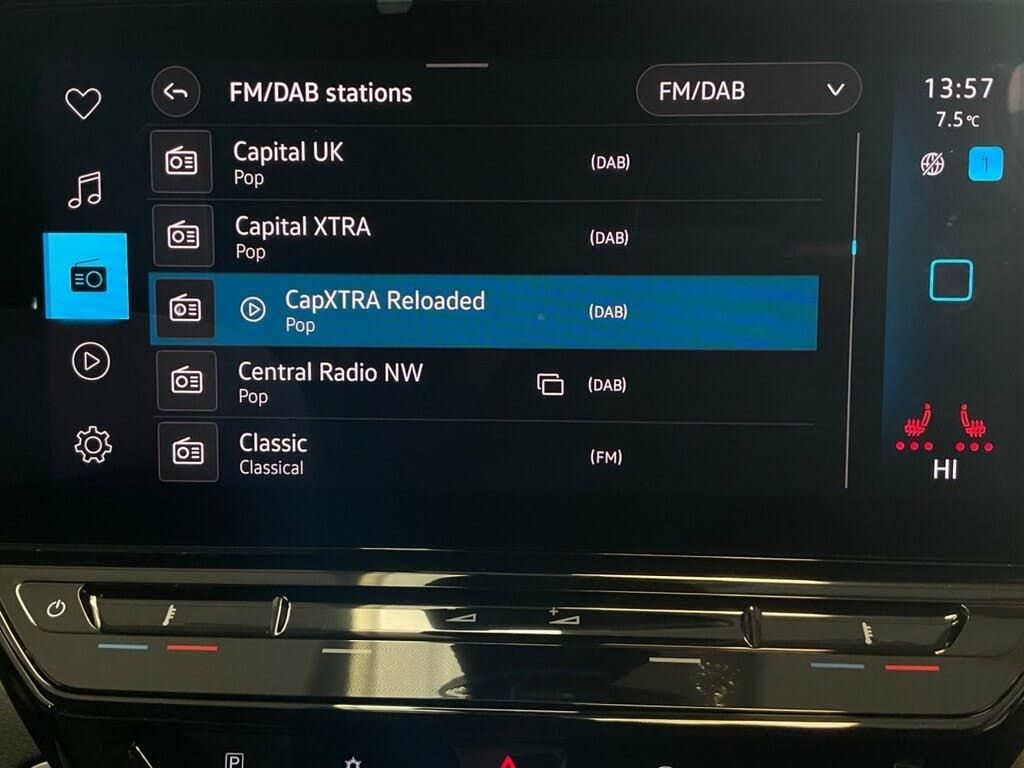 FM/DAB stations
FM/DAB
13:57
7.5°C
1
Capital UK
Pop
(DAB)
Capital XTRA
Pop
(DAB)
CapXTRA Reloaded
Pop
(DAB)
Central Radio NW
Pop
(DAB)
Classic
Classical
(FM)
HI
P